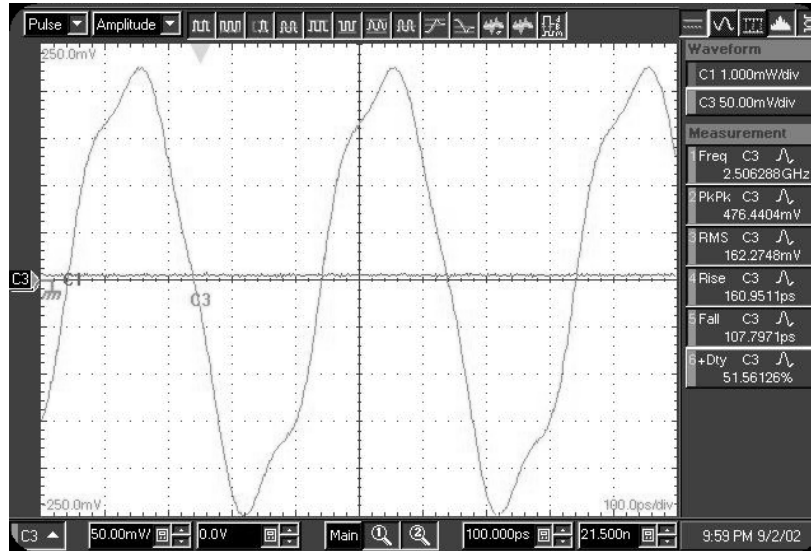 Pulse Amplitude
250.0mV
Waveform
C1 1.000mW/div
C3 50.00mV/div
Measurement
1 Freq C3
2.506288GHz
2 PkPk C3
476.4404mV
3 RMS C3
162.2748mV
4 Rise C3
160.9511ps
5 Fall C3
107.7971ps
6 +Dty C3
51.56126%
C3 C1
C3
-250.0mV 100.0ps/div
C3 50.00mV/ 0.0V Main 1 2 100.000ps 21.500n 9:59 PM 9/2/02